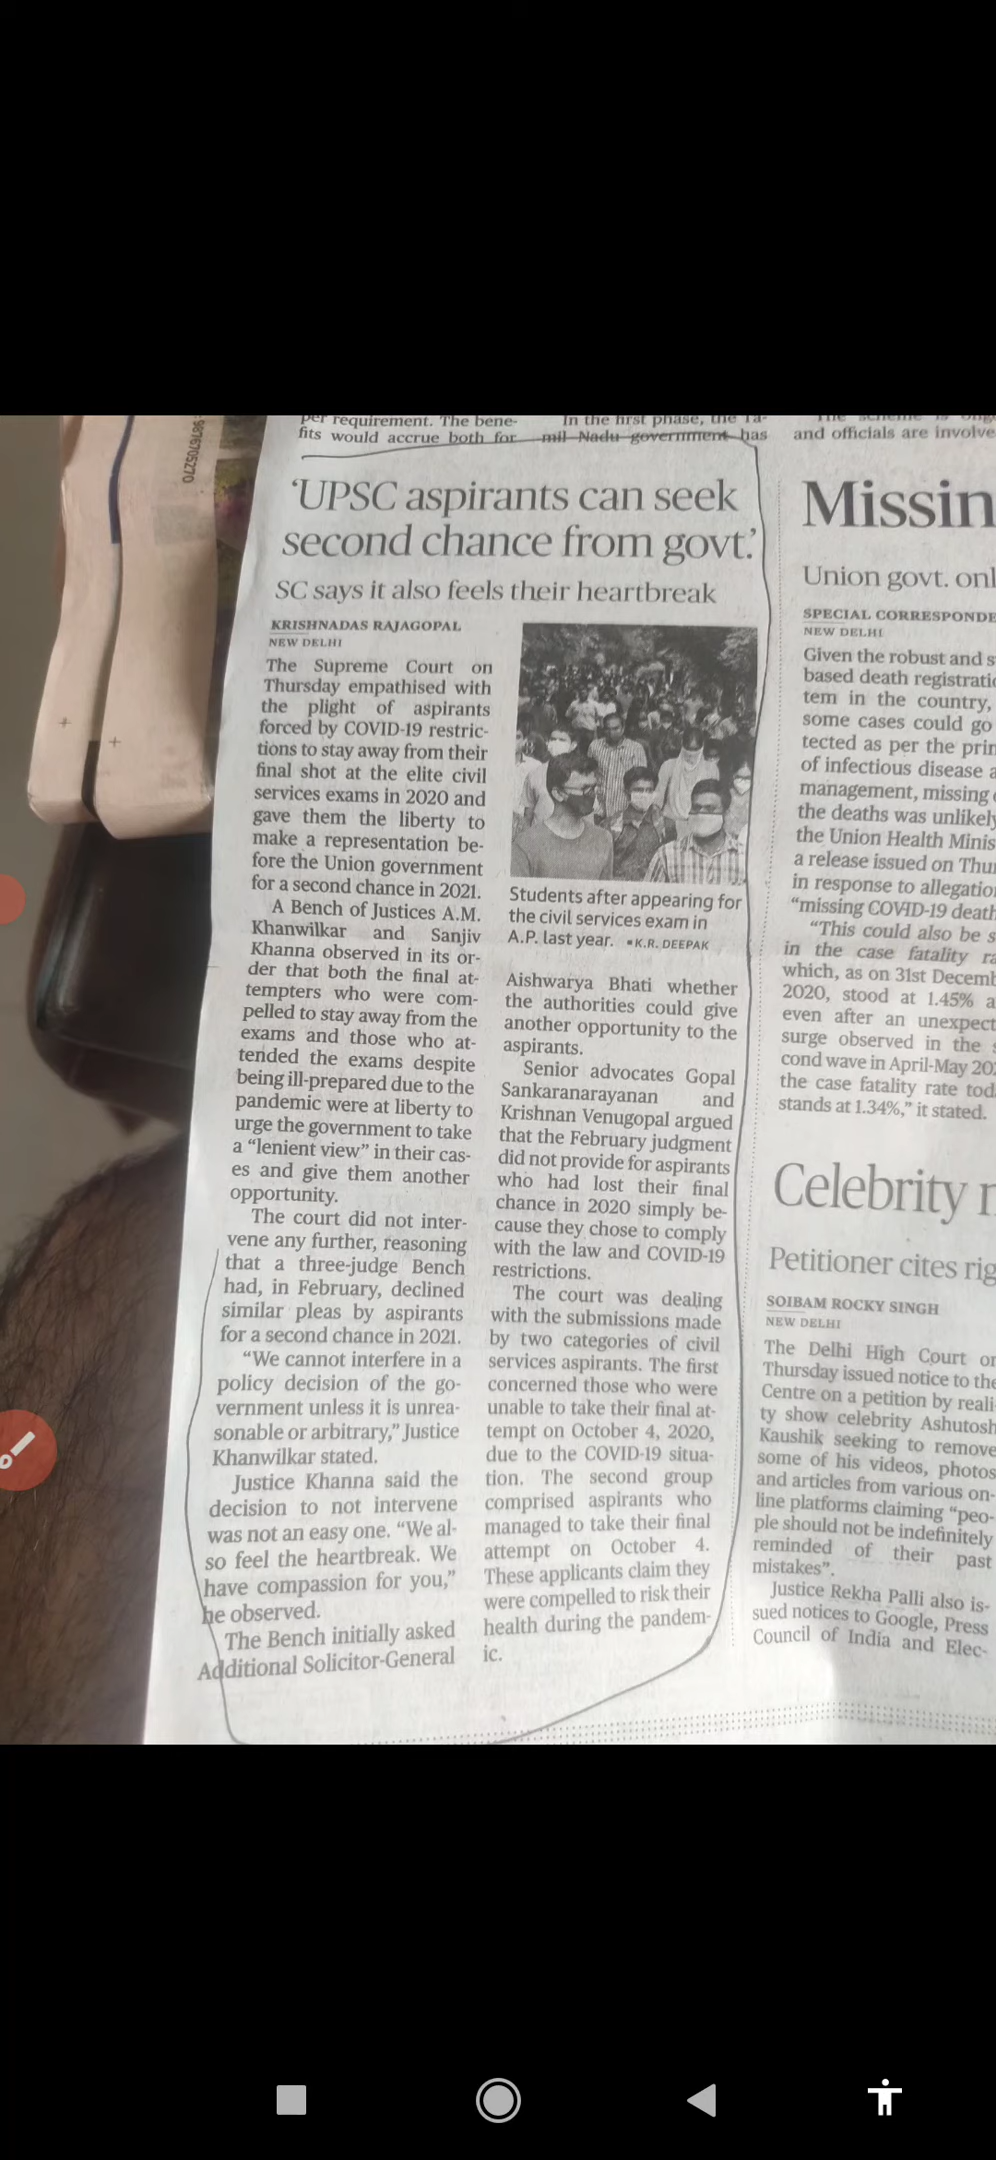 9876705270
per requirement. The bene-
fits would accrue both for
In the first phase, the Ta-
mil Nadu government has
‘UPSC aspirants can seek
second chance from govt.’
SC says it also feels their heartbreak
KRISHNADAS RAJAGOPAL
NEW DELHI
The Supreme Court on
Thursday empathised with
the plight of aspirants
forced by COVID-19 restric-
tions to stay away from their
final shot at the elite civil
services exams in 2020 and
gave them the liberty to
make a representation be-
fore the Union government
for a second chance in 2021.
A Bench of Justices A.M.
Khanwilkar and Sanjiv
Khanna observed in its or-
der that both the final at-
tempters who were com-
pelled to stay away from the
exams and those who at-
tended the exams despite
being ill-prepared due to the
pandemic were at liberty to
urge the government to take
a “lenient view” in their cas-
es and give them another
opportunity.
The court did not inter-
vene any further, reasoning
that a three-judge Bench
had, in February, declined
similar pleas by aspirants
for a second chance in 2021.
“We cannot interfere in a
policy decision of the go-
vernment unless it is unrea-
sonable or arbitrary,” Justice
Khanwilkar stated.
Justice Khanna said the
decision to not intervene
was not an easy one. “We al-
so feel the heartbreak. We
have compassion for you,”
he observed.
The Bench initially asked
Additional Solicitor-General
Students after appearing for
the civil services exam in
A.P. last year. ▪K.R. DEEPAK
Aishwarya Bhati whether
the authorities could give
another opportunity to the
aspirants.
Senior advocates Gopal
Sankaranarayanan and
Krishnan Venugopal argued
that the February judgment
did not provide for aspirants
who had lost their final
chance in 2020 simply be-
cause they chose to comply
with the law and COVID-19
restrictions.
The court was dealing
with the submissions made
by two categories of civil
services aspirants. The first
concerned those who were
unable to take their final at-
tempt on October 4, 2020,
due to the COVID-19 situa-
tion. The second group
comprised aspirants who
managed to take their final
attempt on October 4.
These applicants claim they
were compelled to risk their
health during the pandem-
ic.
and officials are involve
Missin
Union govt. onl
SPECIAL CORRESPONDE
NEW DELHI
Given the robust and s
based death registratio
tem in the country,
some cases could go
tected as per the prin
of infectious disease a
management, missing
the deaths was unlikely
the Union Health Minis
a release issued on Thur
in response to allegation
“missing COVID-19 death
“This could also be s
in the case fatality ra
which, as on 31st Decemb
2020, stood at 1.45% a
even after an unexpect
surge observed in the s
cond wave in April-May 202
the case fatality rate tod
stands at 1.34%,” it stated.
Celebrity
Petitioner cites rig
SOIBAM ROCKY SINGH
NEW DELHI
The Delhi High Court on
Thursday issued notice to the
Centre on a petition by reali-
ty show celebrity Ashutosh
Kaushik seeking to remove
some of his videos, photos
and articles from various on-
line platforms claiming “peo-
ple should not be indefinitely
reminded of their past
mistakes”.
Justice Rekha Palli also is-
sued notices to Google, Press
Council of India and Elec-